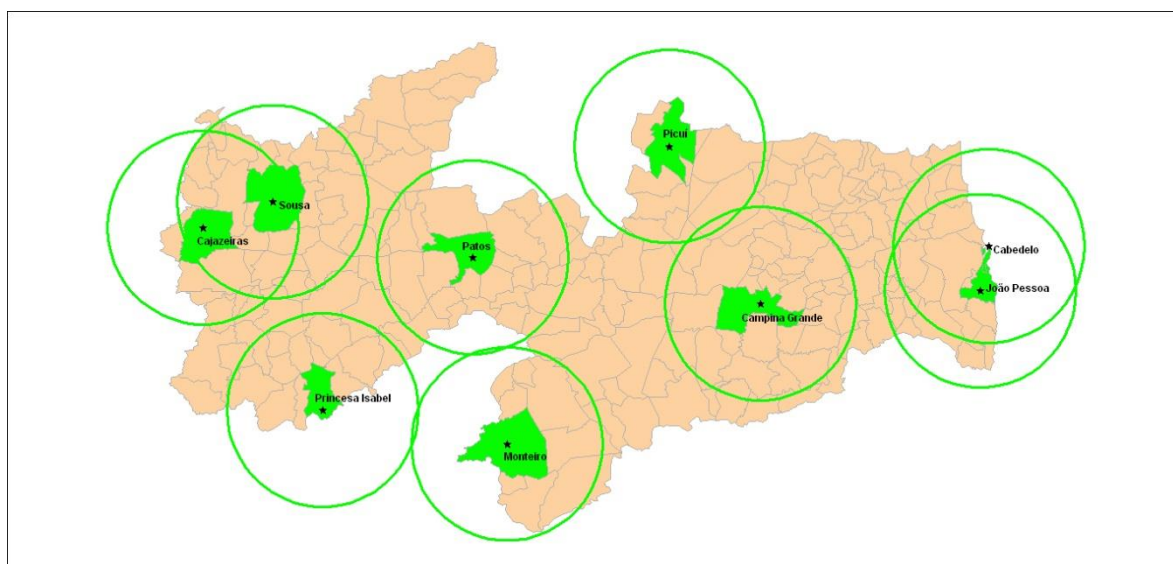 Picuí
Sousa
Cajazeiras
Patos
Cabedelo
João Pessoa
Campina Grande
Princesa Isabel
Monteiro